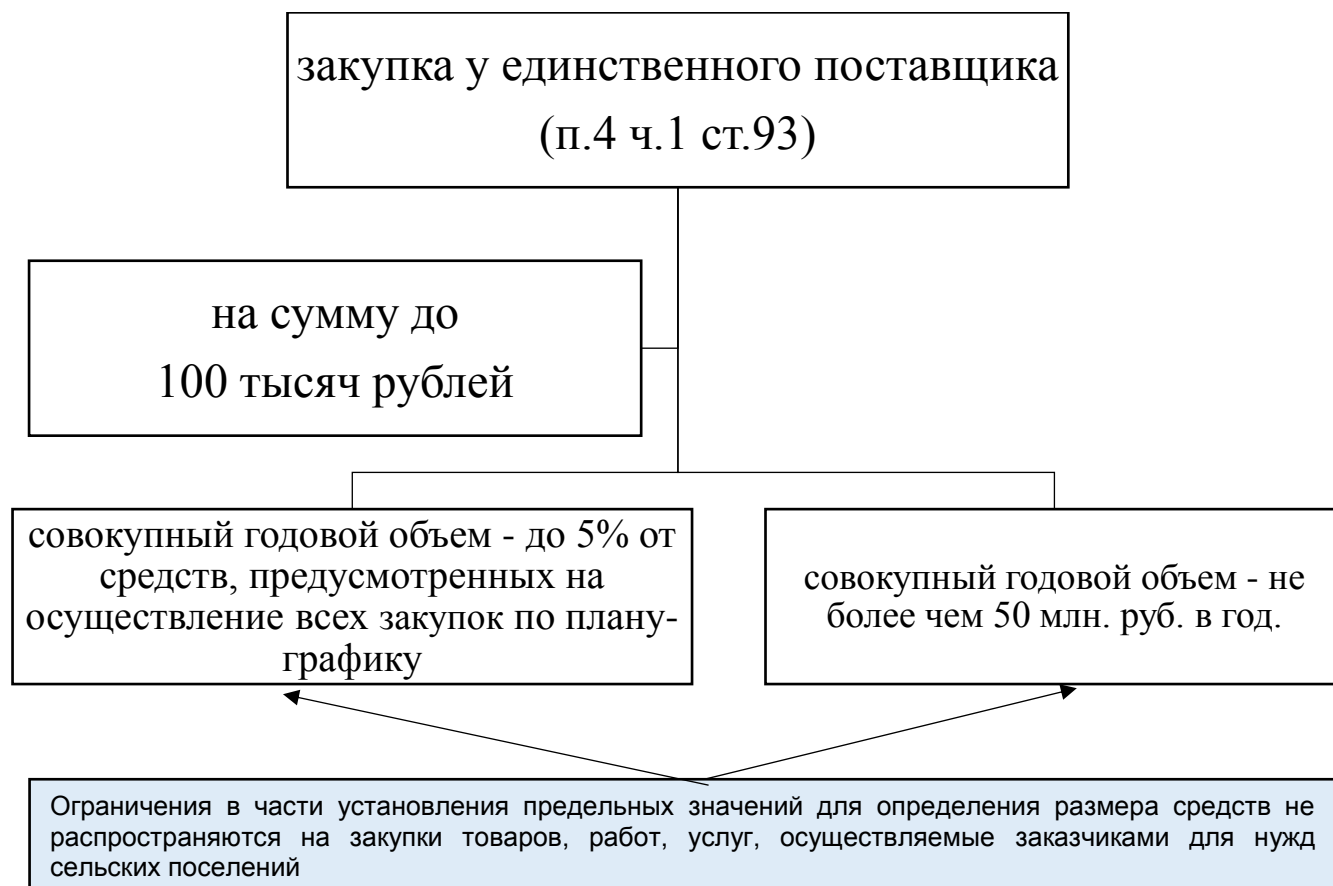 закупка у единственного поставщика
(п.4 ч.1 ст.93)
на сумму до
100 тысяч рублей
совокупный годовой объем - до 5% от
средств, предусмотренных на
осуществление всех закупок по плану-
графику
совокупный годовой объем - не
более чем 50 млн. руб. в год.
Ограничения в части установления предельных значений для определения размера средств не
распространяются на закупки товаров, работ, услуг, осуществляемые заказчиками для нужд
сельских поселений